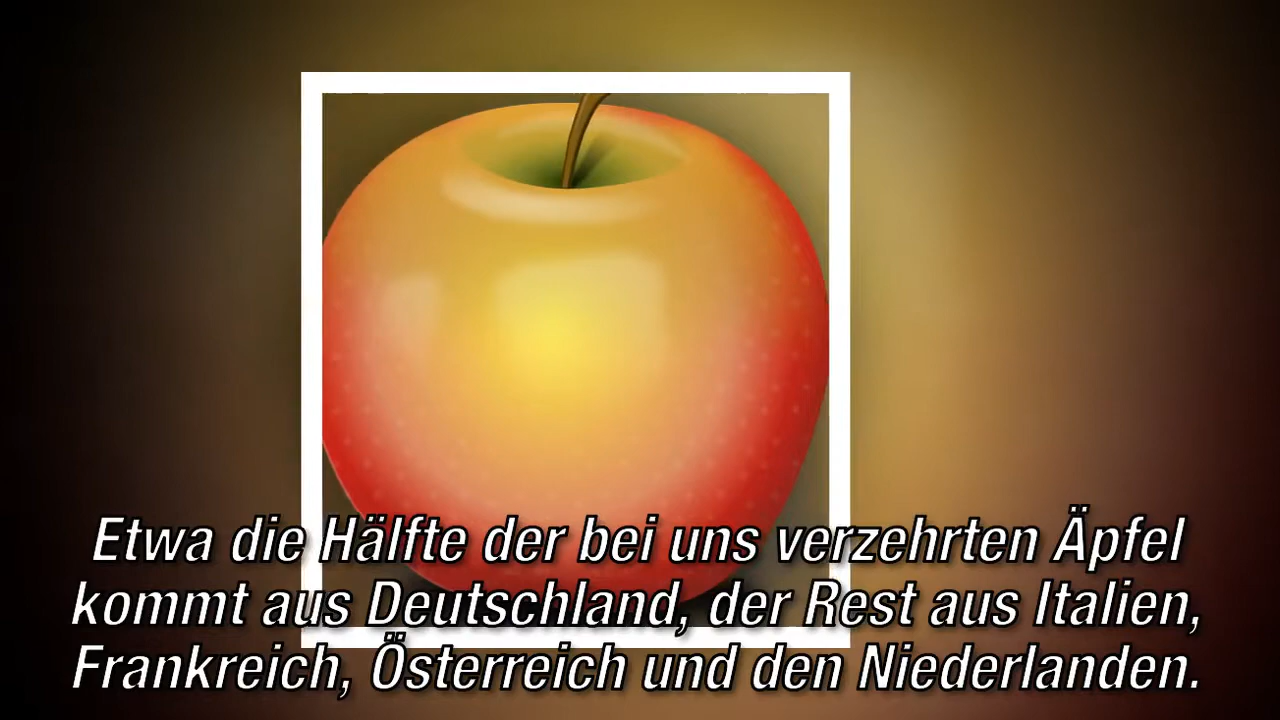 Etwa die Hälfte der bei uns verzehrten Äpfel
kommt aus Deutschland, der Rest aus Italien,
Frankreich, Österreich und den Niederlanden.